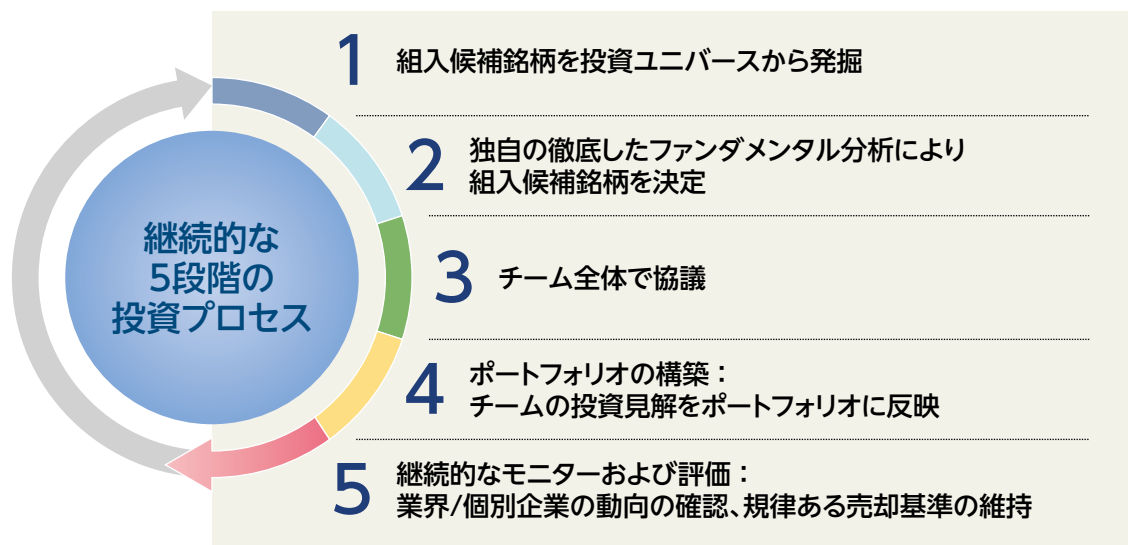 継続的な
5段階の
投資プロセス
1 組入候補銘柄を投資ユニバースから発掘
2 独自の徹底したファンダメンタル分析により
組入候補銘柄を決定
3 チーム全体で協議
4 ポートフォリオの構築：
チームの投資見解をポートフォリオに反映
5 継続的なモニターおよび評価：
業界/個別企業の動向の確認、規律ある売却基準の維持